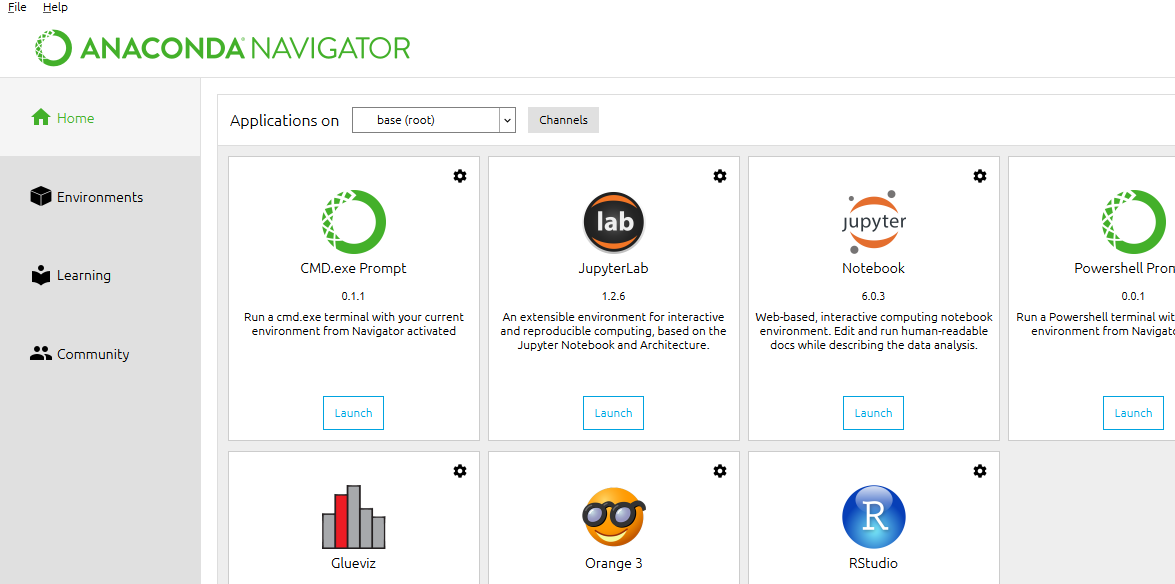 File Help
ANACONDA NAVIGATOR
Home
Environments
Learning
Community
Applications on base (root) Channels
CMD.exe Prompt
0.1.1
Run a cmd.exe terminal with your current
environment from Navigator activated
Launch
lab
JupyterLab
1.2.6
An extensible environment for interactive
and reproducible computing, based on the
Jupyter Notebook and Architecture.
Launch
jupyter
Notebook
6.0.3
Web-based, interactive computing notebook
environment. Edit and run human-readable
docs while describing the data analysis.
Launch
Powershell Pron
0.0.1
Run a Powershell terminal wit
environment from Navigato
Launch
Glueviz
Orange 3
R
RStudio